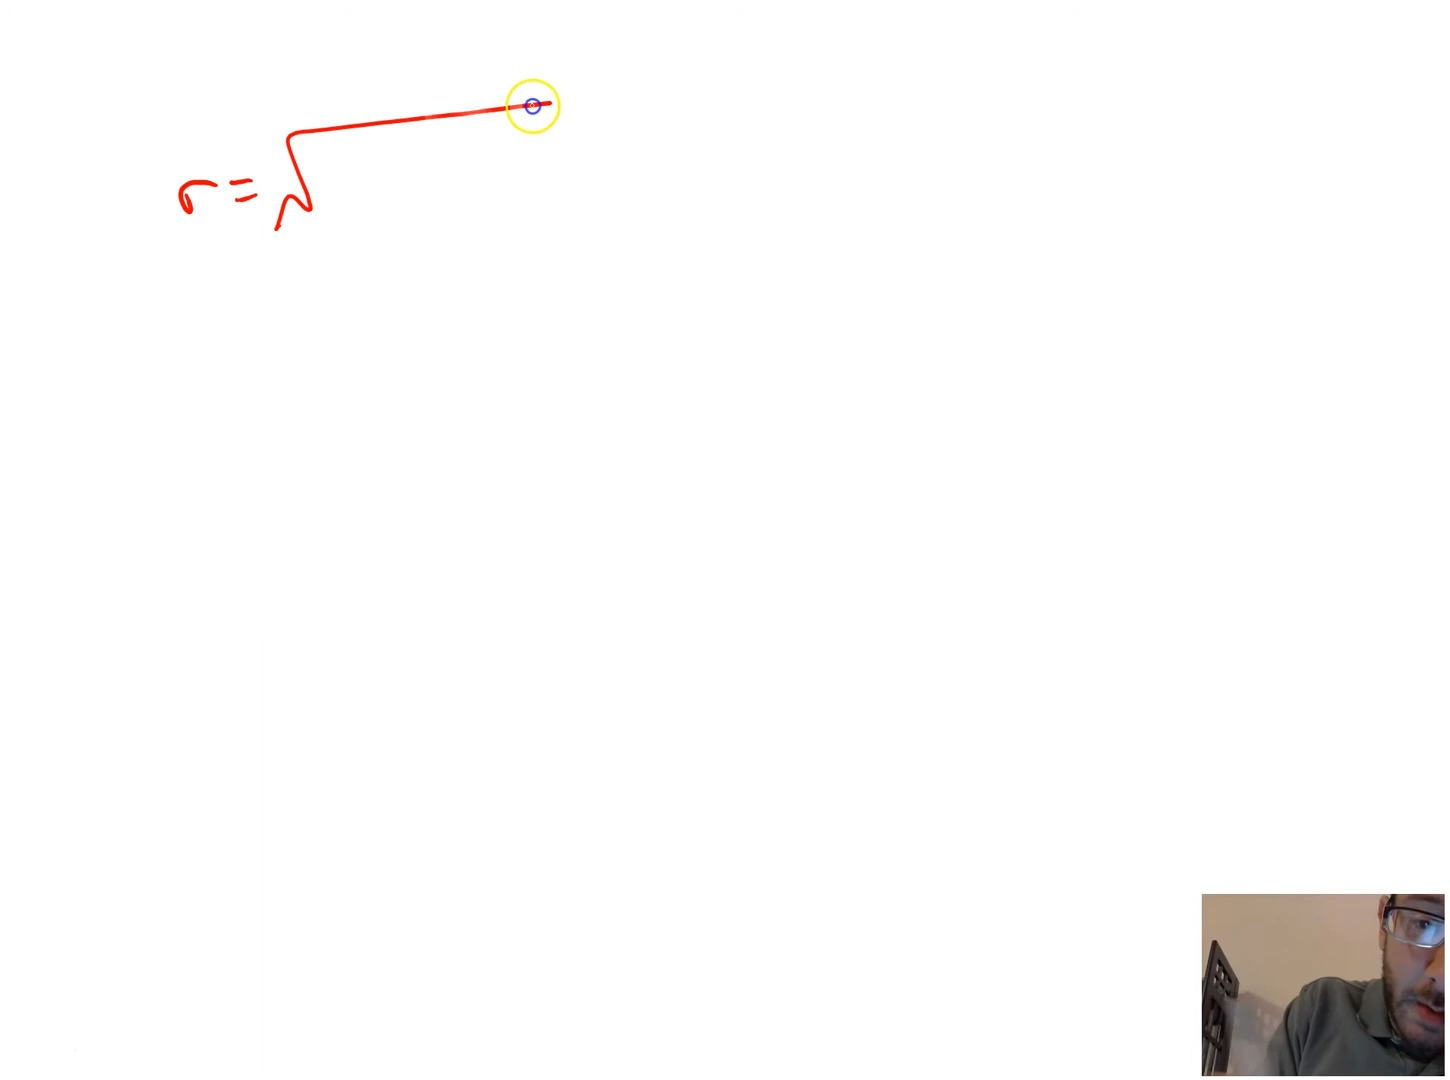 σ = √